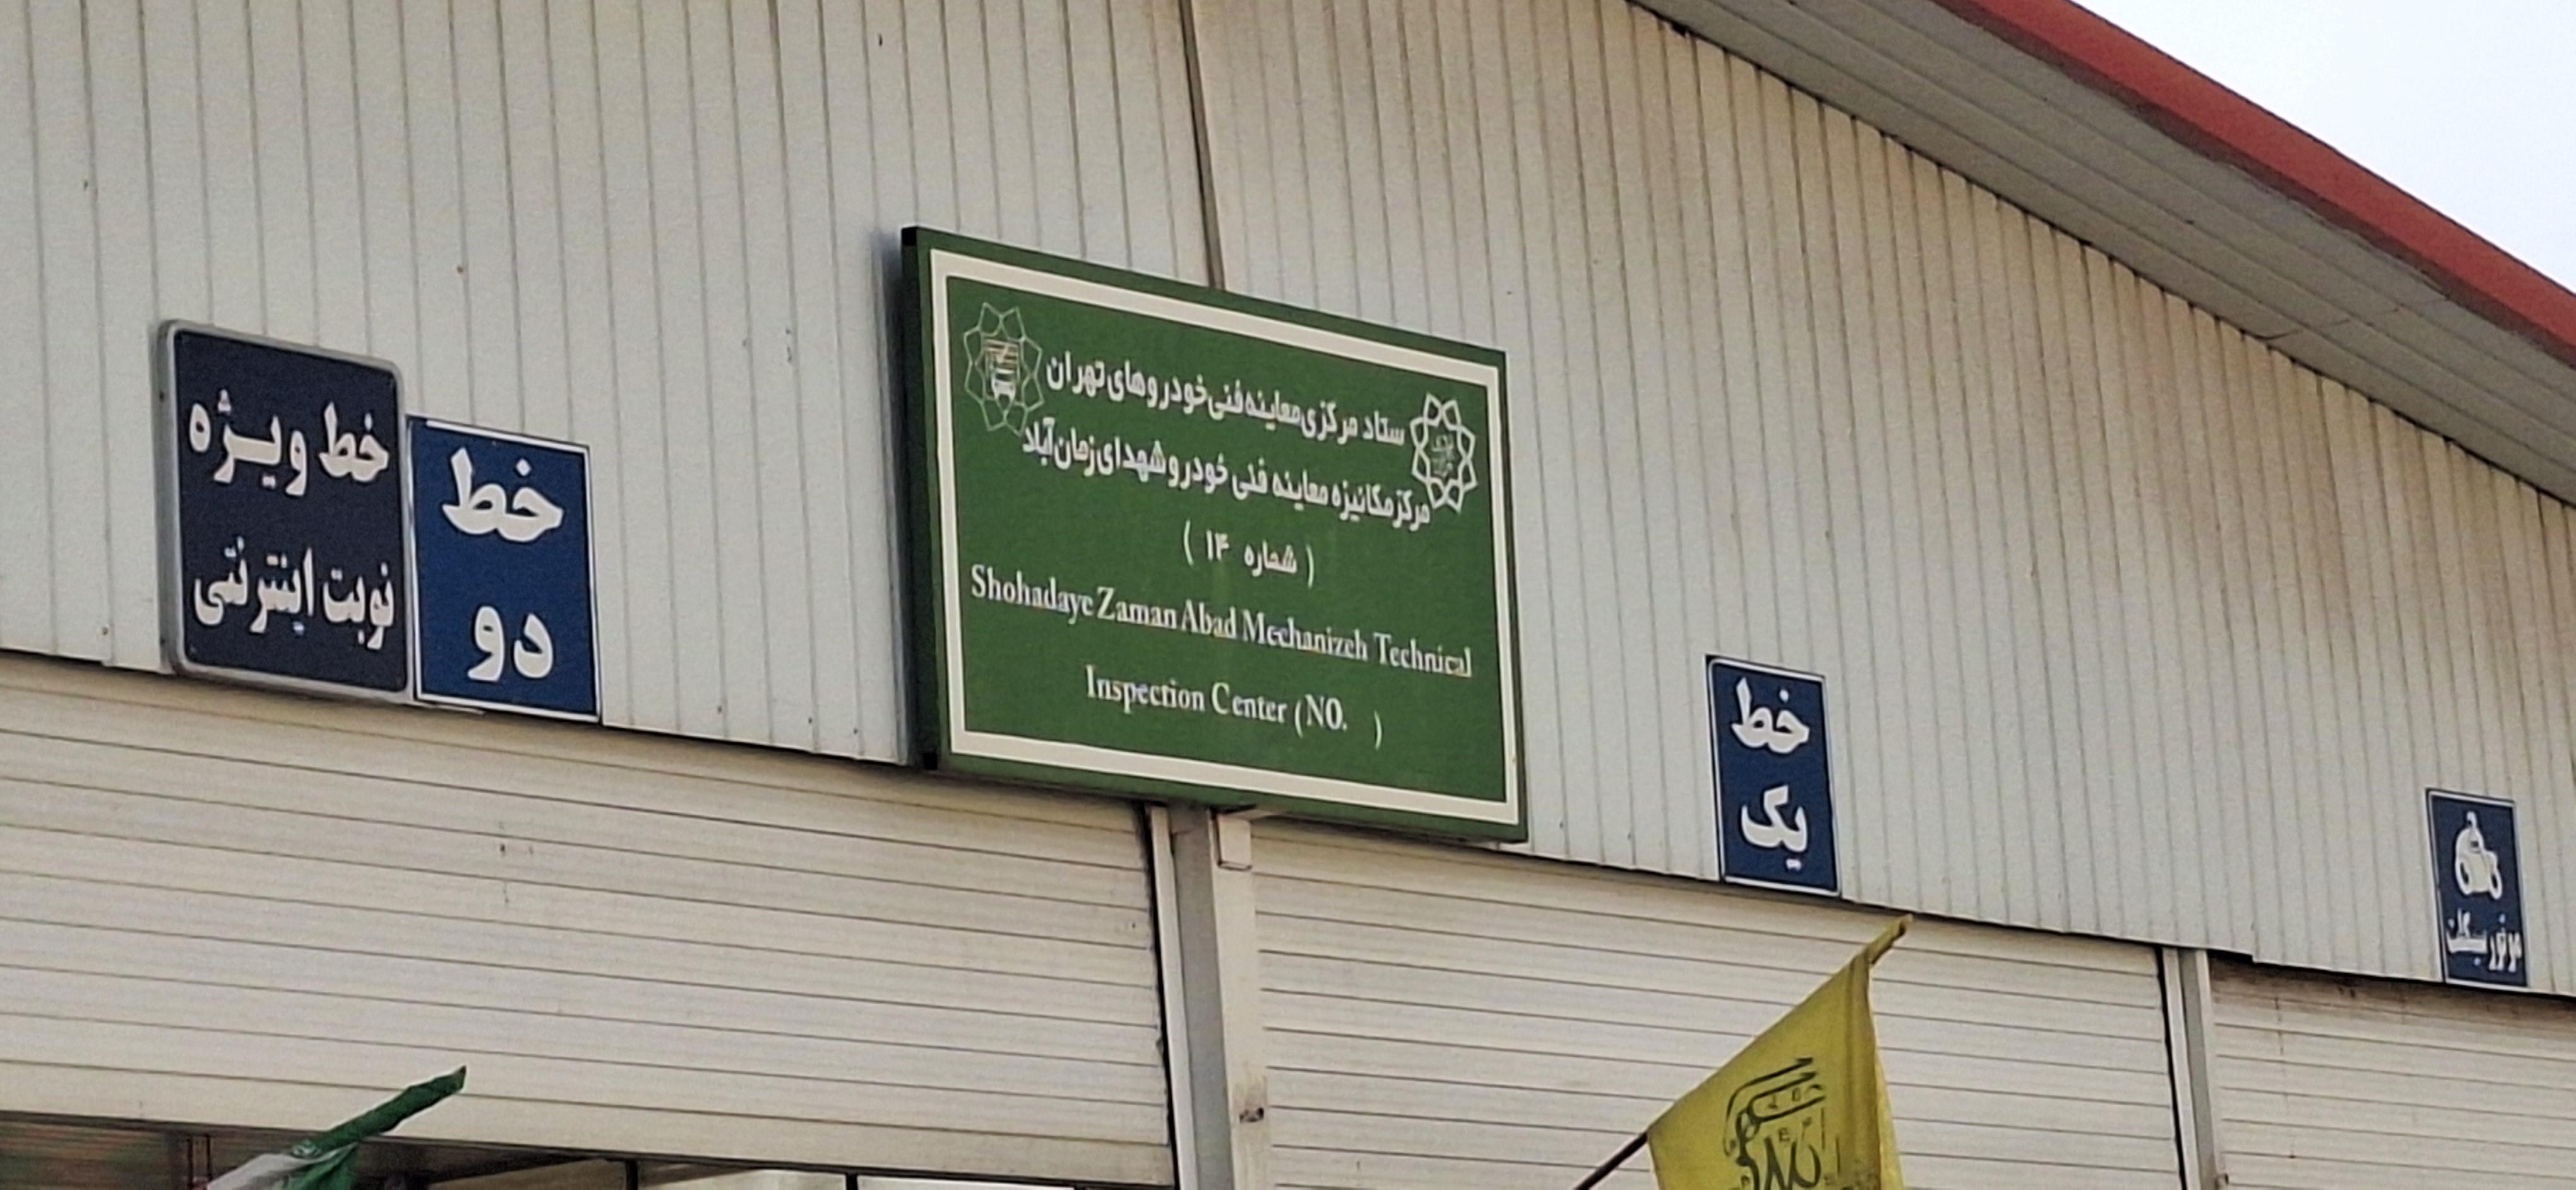 ستاد مرکزی معاینه فنی خودروهای تهران
مرکز مکانیزه معاینه فنی خودرو شهدای زمان‌آباد
( شماره ۱۴ )
Shohadaye Zaman Abad Mechanizeh Technical
Inspection Center (NO. )
خط ویژه
نوبت اینترنتی
خط
دو
خط
یک
موتورسیکلت